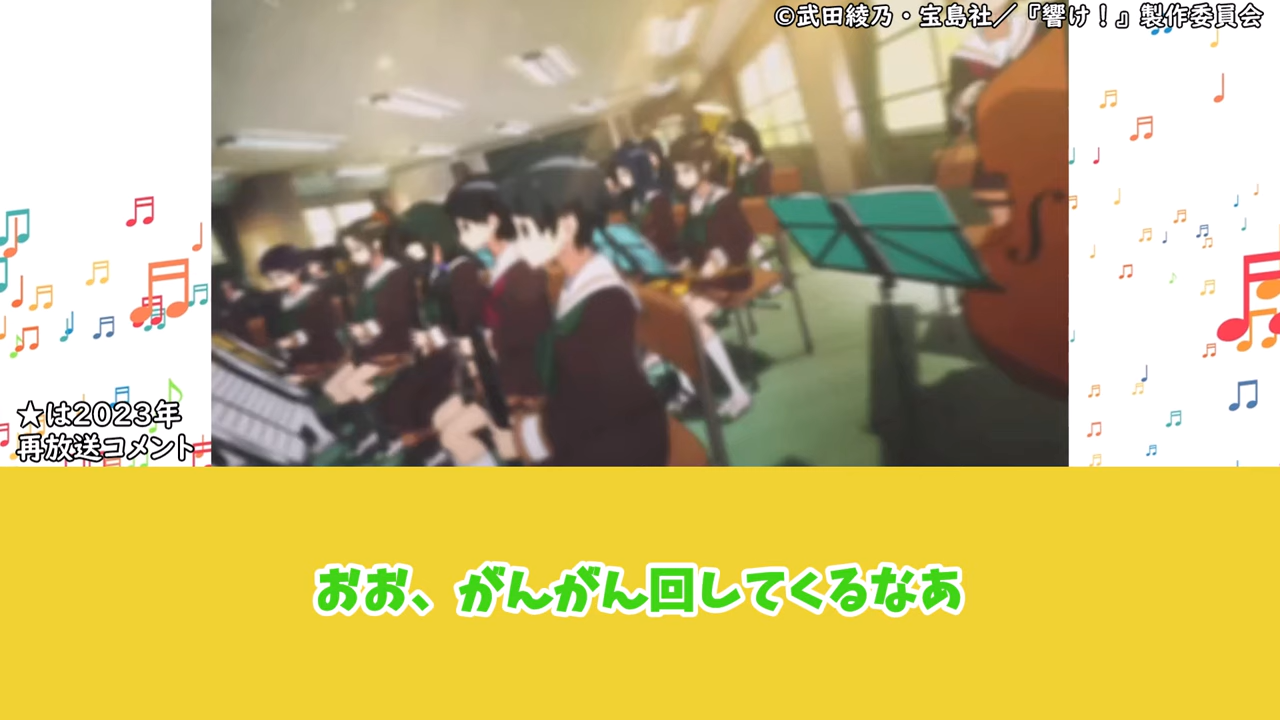 ©武田綾乃・宝島社／『響け！』製作委員会
★は2023年
再放送コメント
おお、がんがん回してくるなあ